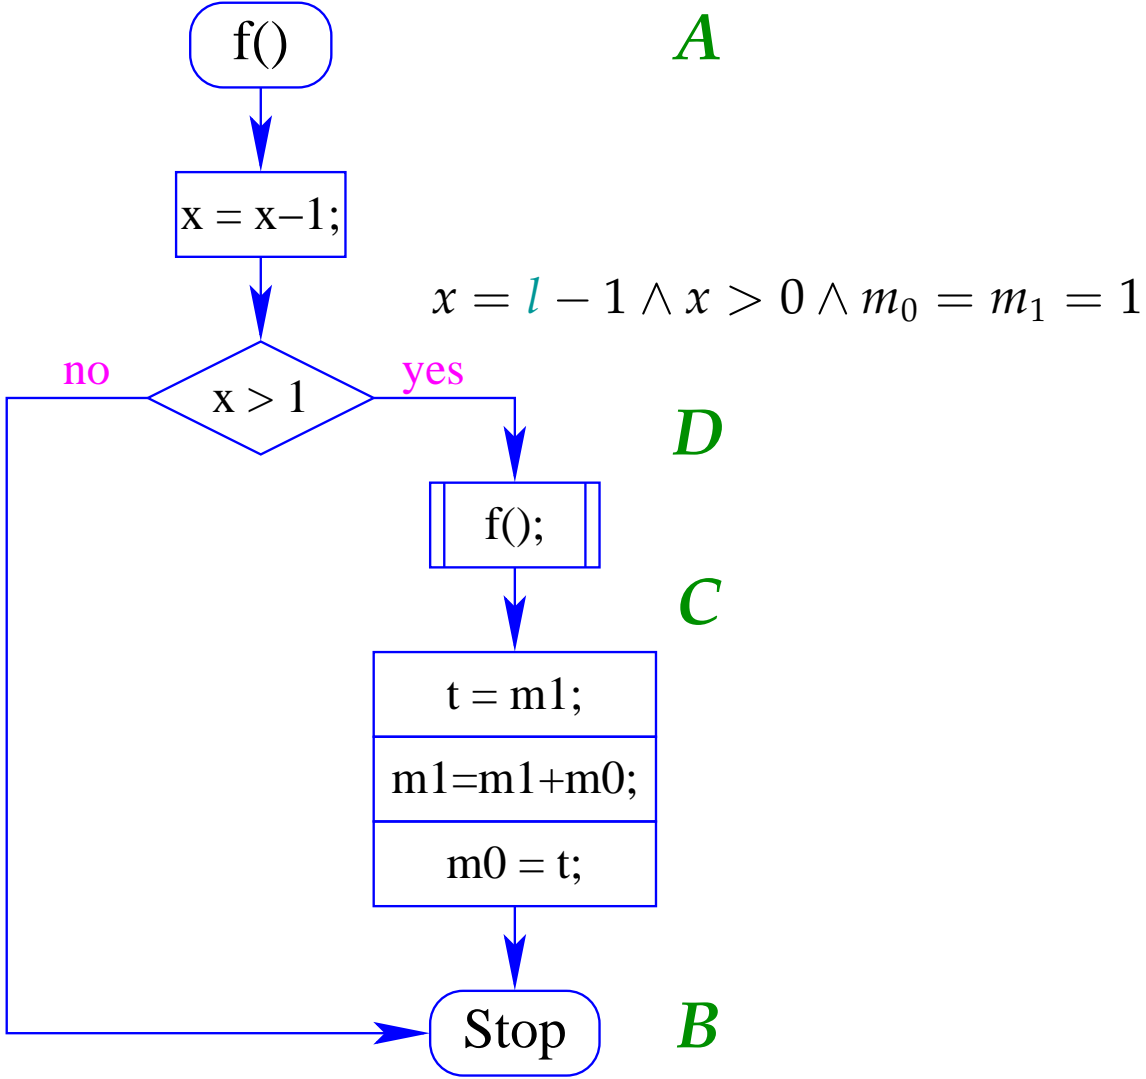 f()
A
x = x−1;
x = l − 1 ∧ x > 0 ∧ m₀ = m₁ = 1
no
yes
x > 1
D
f();
C
t = m1;
m1=m1+m0;
m0 = t;
Stop
B